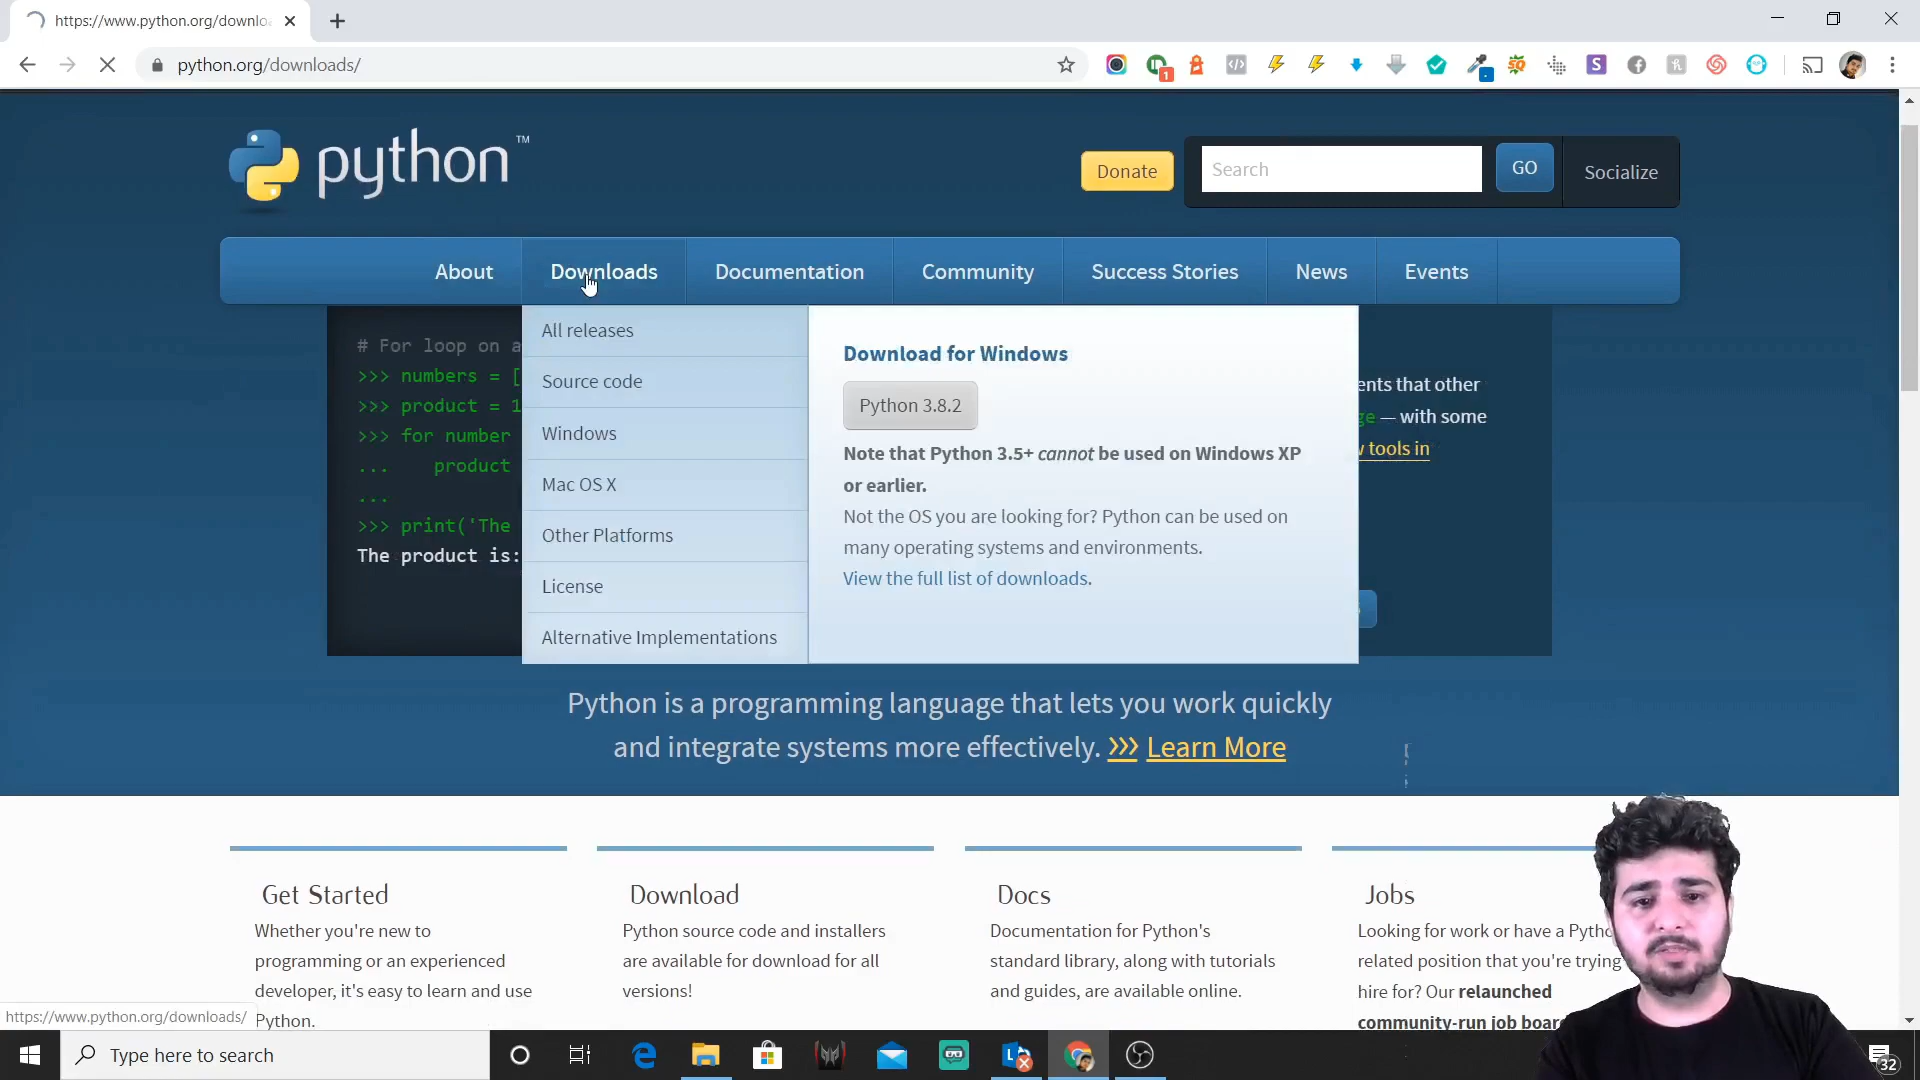 https://www.python.org/downlo
python.org/downloads/
python ™
Donate
Search
GO
Socialize
About
Downloads
Documentation
Community
Success Stories
News
Events
# For loop on a
>>> numbers = [
>>> product = 1
>>> for number
... product
...
>>> print('The
The product is:
All releases
Source code
Windows
Mac OS X
Other Platforms
License
Alternative Implementations
Download for Windows
Python 3.8.2
Note that Python 3.5+ cannot be used on Windows XP
or earlier.
Not the OS you are looking for? Python can be used on
many operating systems and environments.
View the full list of downloads.
ents that other
ge — with some
w tools in
Python is a programming language that lets you work quickly
and integrate systems more effectively. >>> Learn More
Get Started
Whether you're new to
programming or an experienced
developer, it's easy to learn and use
Python.
Download
Python source code and installers
are available for download for all
versions!
Docs
Documentation for Python's
standard library, along with tutorials
and guides, are available online.
Jobs
Looking for work or have a Pytho
related position that you're trying
hire for? Our relaunched
community-run job boar
https://www.python.org/downloads/
Type here to search
32